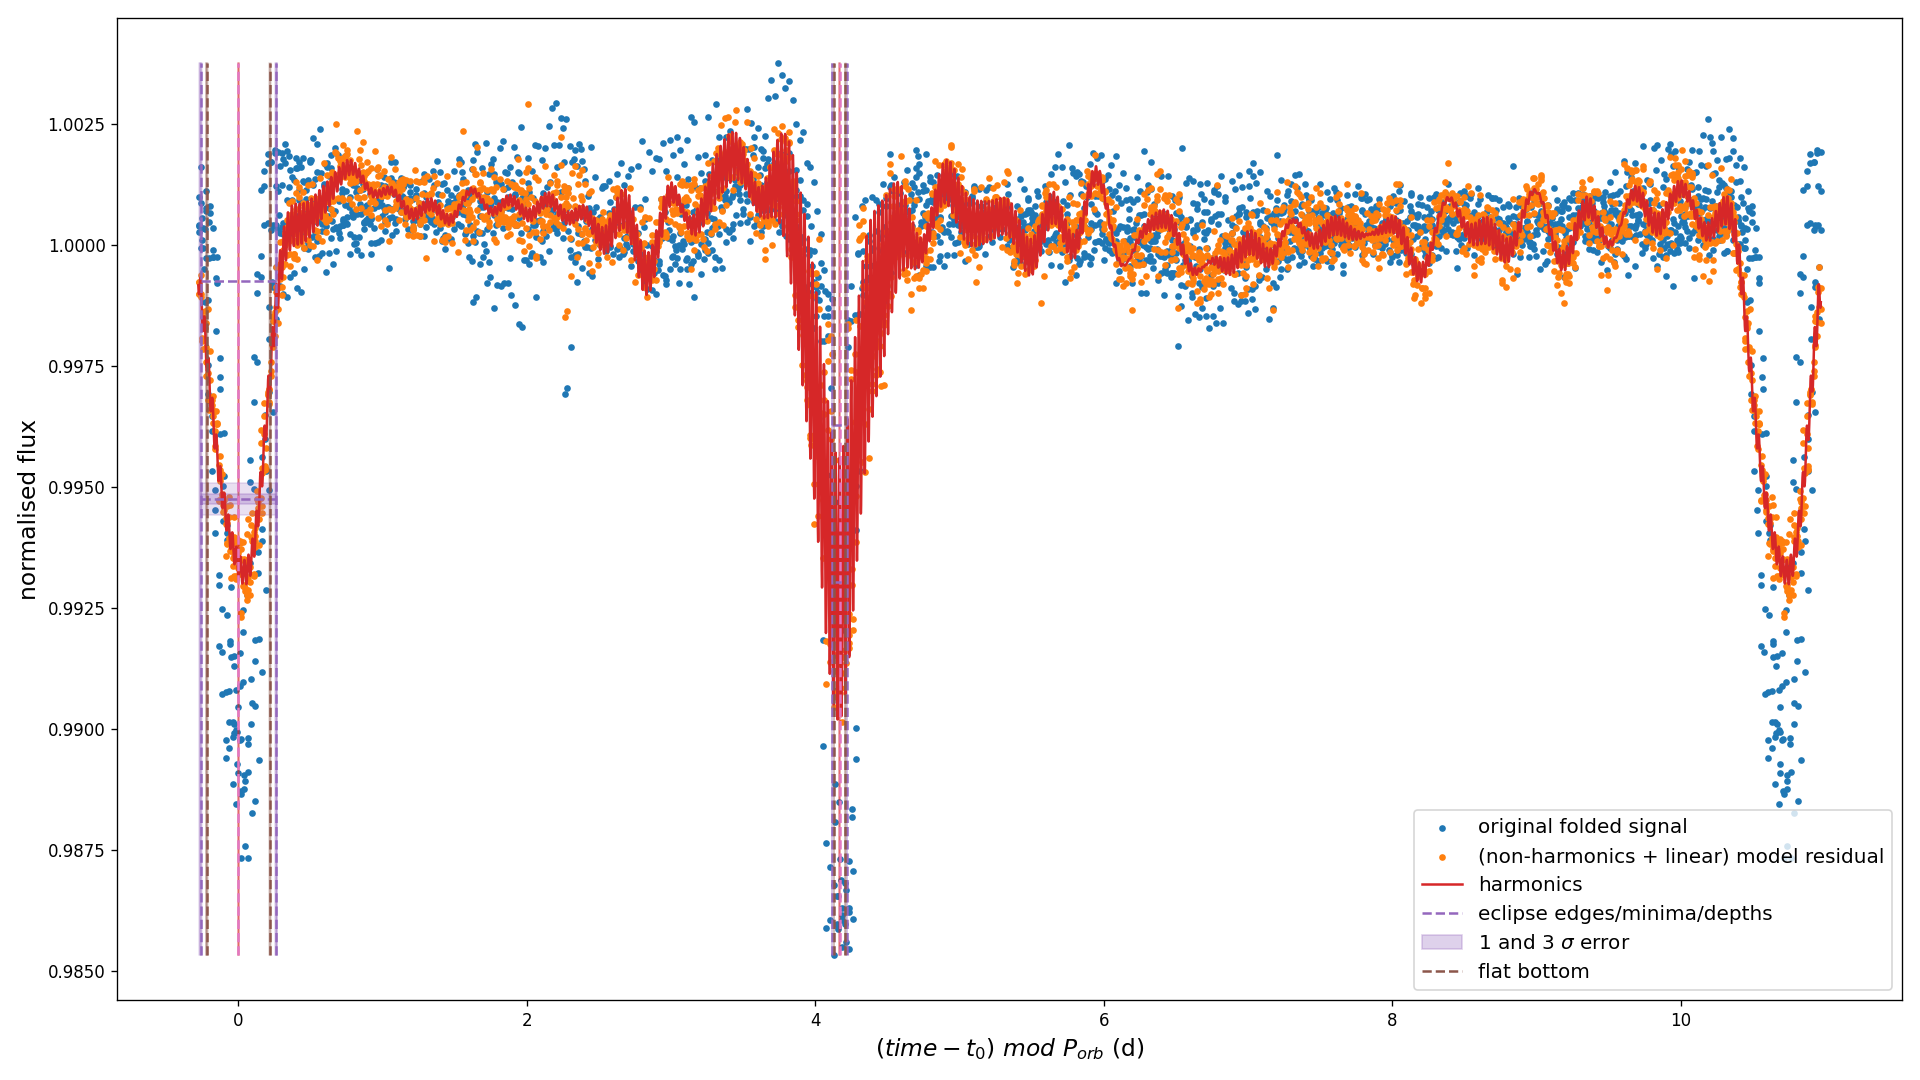 normalised flux
1.0025
1.0000
0.9975
0.9950
0.9925
0.9900
0.9875
0.9850
0
2
4
6
8
10
(time − t₀) mod P_orb (d)
original folded signal
(non-harmonics + linear) model residual
harmonics
eclipse edges/minima/depths
1 and 3 σ error
flat bottom